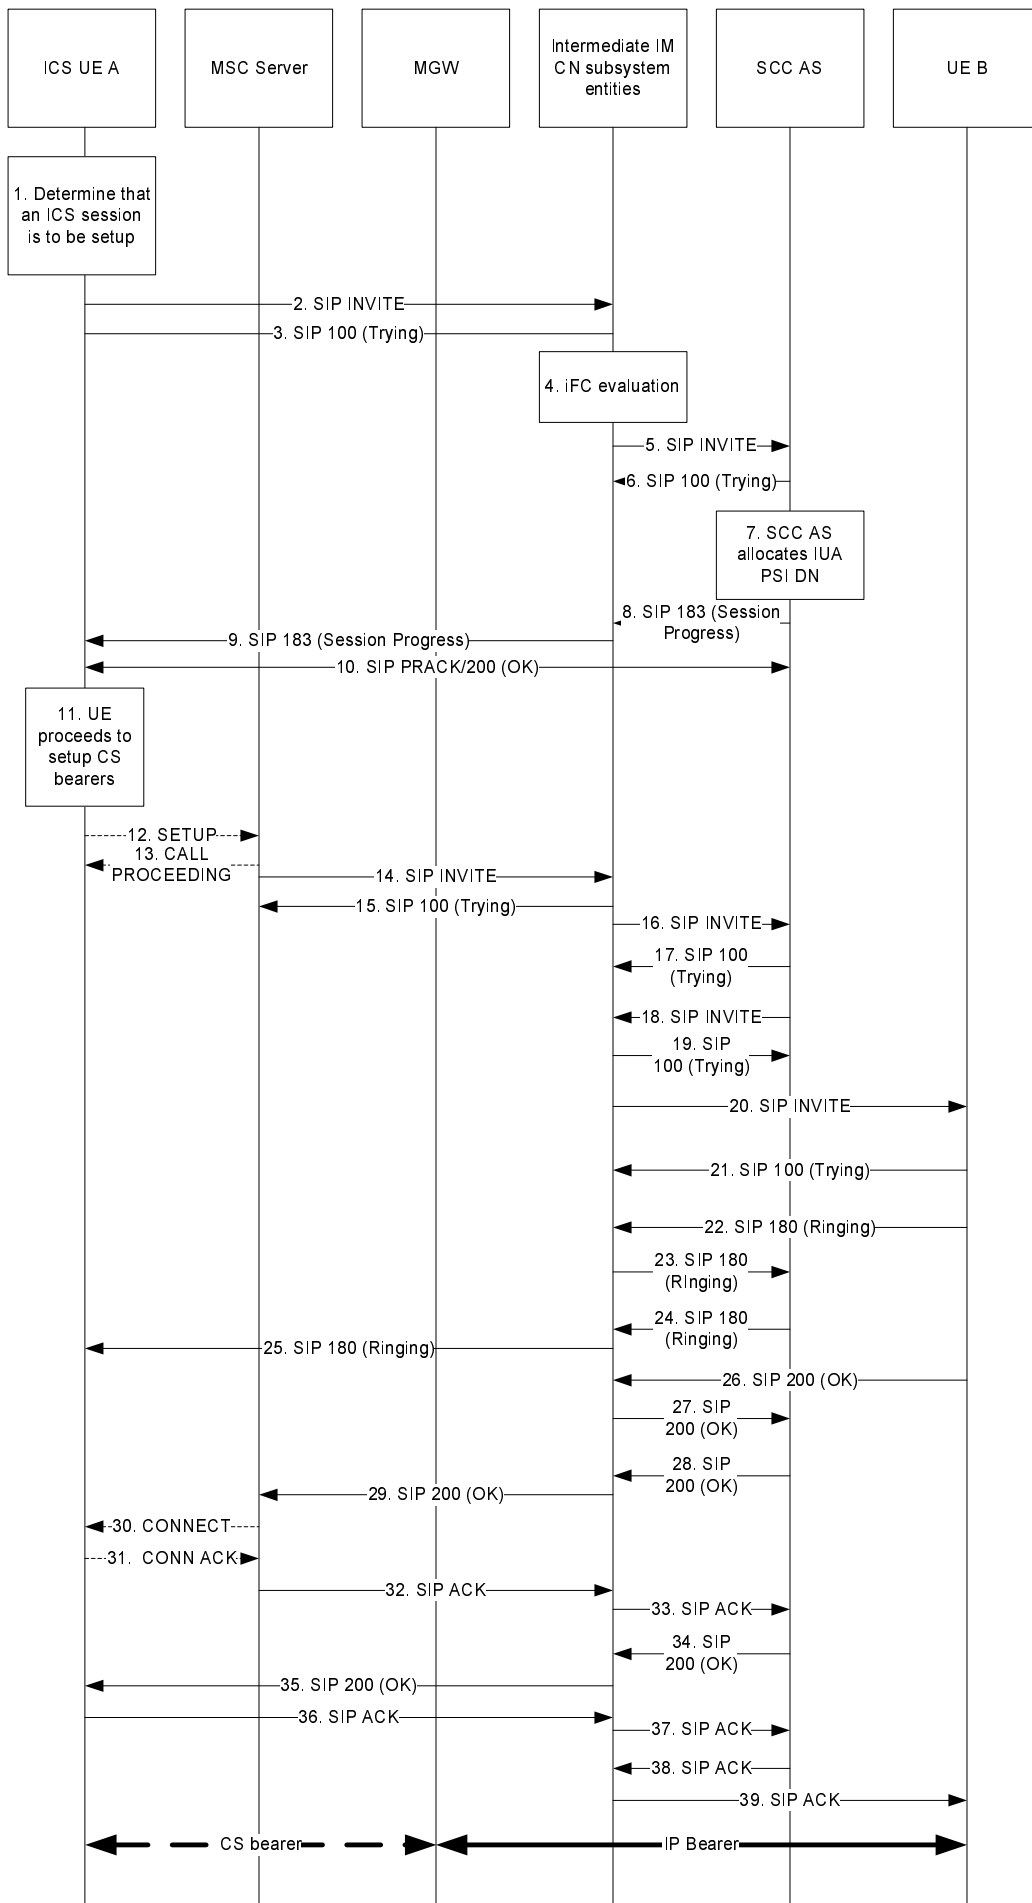 ICS UE A
MSC Server
MGW
Intermediate IM
CN subsystem
entities
SCC AS
UE B
1. Determine that
an ICS session
is to be setup
2. SIP INVITE
3. SIP 100 (Trying)
4. iFC evaluation
5. SIP INVITE
6. SIP 100 (Trying)
7. SCC AS
allocates IUA
PSI DN
8. SIP 183 (Session
Progress)
9. SIP 183 (Session Progress)
10. SIP PRACK/200 (OK)
11. UE
proceeds to
setup CS
bearers
12. SETUP
13. CALL
PROCEEDING
14. SIP INVITE
15. SIP 100 (Trying)
16. SIP INVITE
17. SIP 100
(Trying)
18. SIP INVITE
19. SIP
100 (Trying)
20. SIP INVITE
21. SIP 100 (Trying)
22. SIP 180 (Ringing)
23. SIP 180
(RInging)
24. SIP 180
(Ringing)
25. SIP 180 (Ringing)
26. SIP 200 (OK)
27. SIP
200 (OK)
28. SIP
200 (OK)
29. SIP 200 (OK)
30. CONNECT
31. CONN ACK
32. SIP ACK
33. SIP ACK
34. SIP
200 (OK)
35. SIP 200 (OK)
36. SIP ACK
37. SIP ACK
38. SIP ACK
39. SIP ACK
CS bearer
IP Bearer